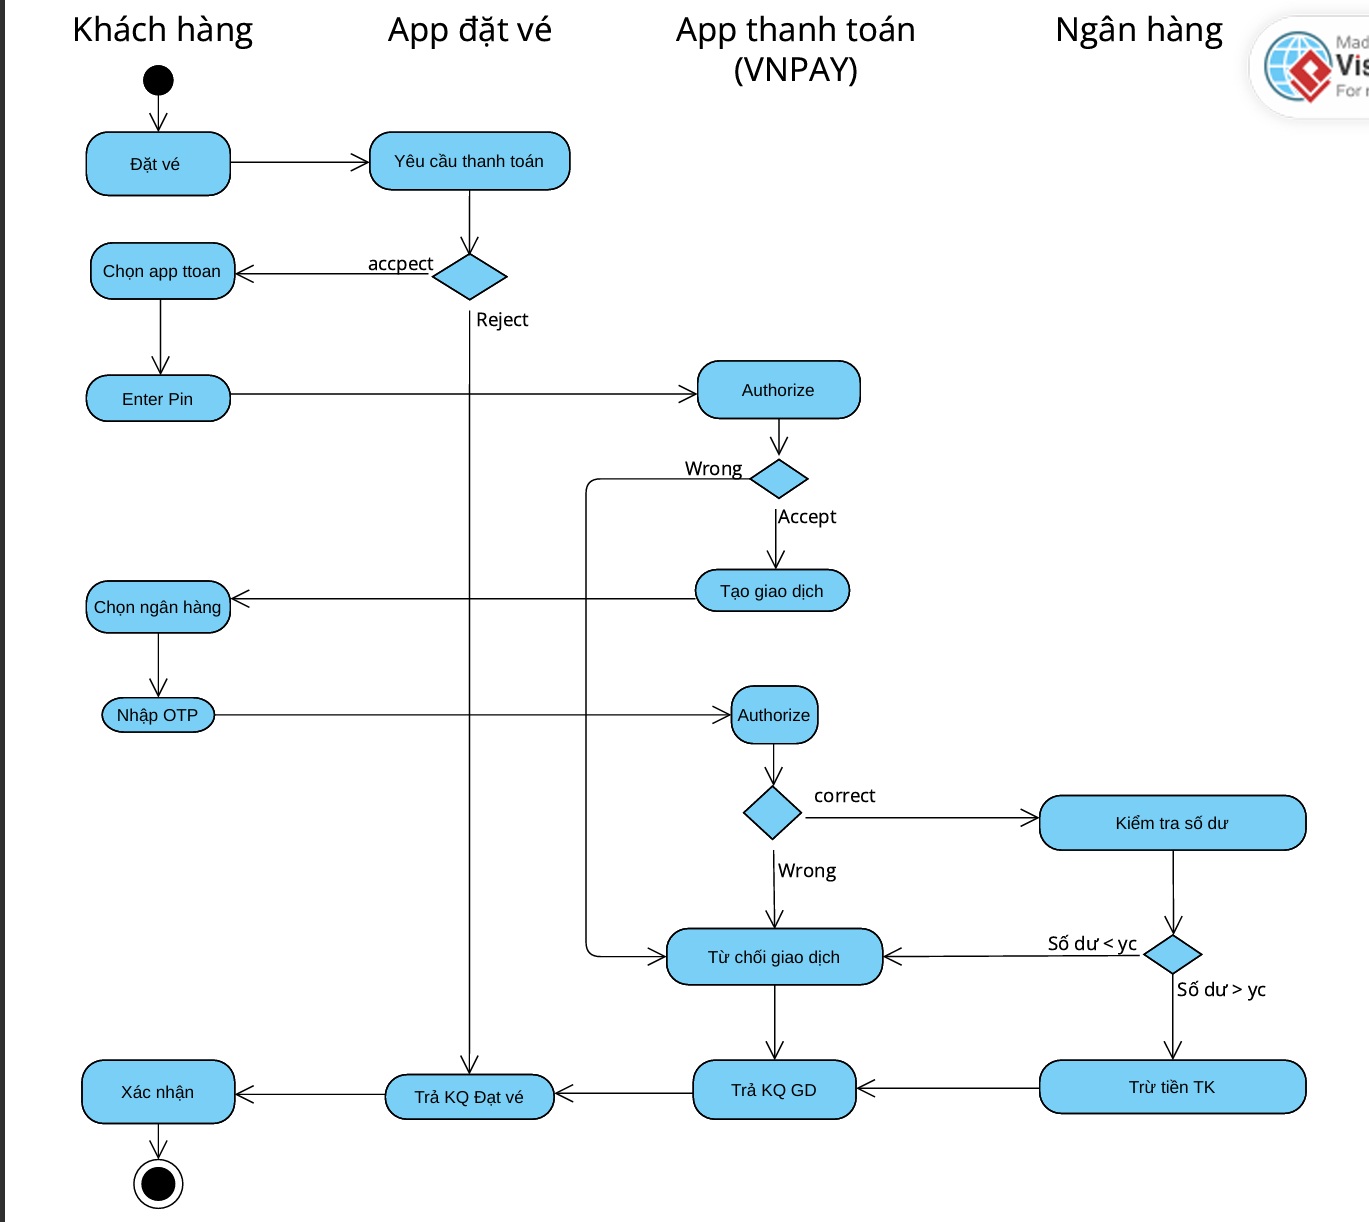 Khách hàng
App đặt vé
App thanh toán
(VNPAY)
Ngân hàng
Mad
Vis
For
Đặt vé
Yêu cầu thanh toán
Chọn app ttoan
accpect
Reject
Enter Pin
Authorize
Wrong
Accept
Chọn ngân hàng
Tạo giao dịch
Nhập OTP
Authorize
correct
Kiểm tra số dư
Wrong
Từ chối giao dịch
Số dư < yc
Số dư > yc
Xác nhận
Trả KQ Đạt vé
Trả KQ GD
Trừ tiền TK